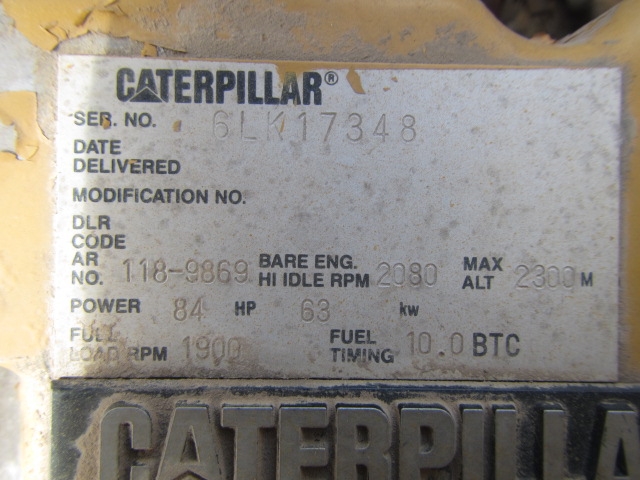 CATERPILLAR®
SER. NO. 6LK17348
DATE
DELIVERED
MODIFICATION NO.
DLR
CODE
AR
NO. 118-9869 BARE ENG.
HI IDLE RPM 2080 MAX
ALT 2300 M
POWER 84 HP 63 kw
FULL
LOAD RPM 1900 FUEL
TIMING 10.0 BTC
CATERPILLA